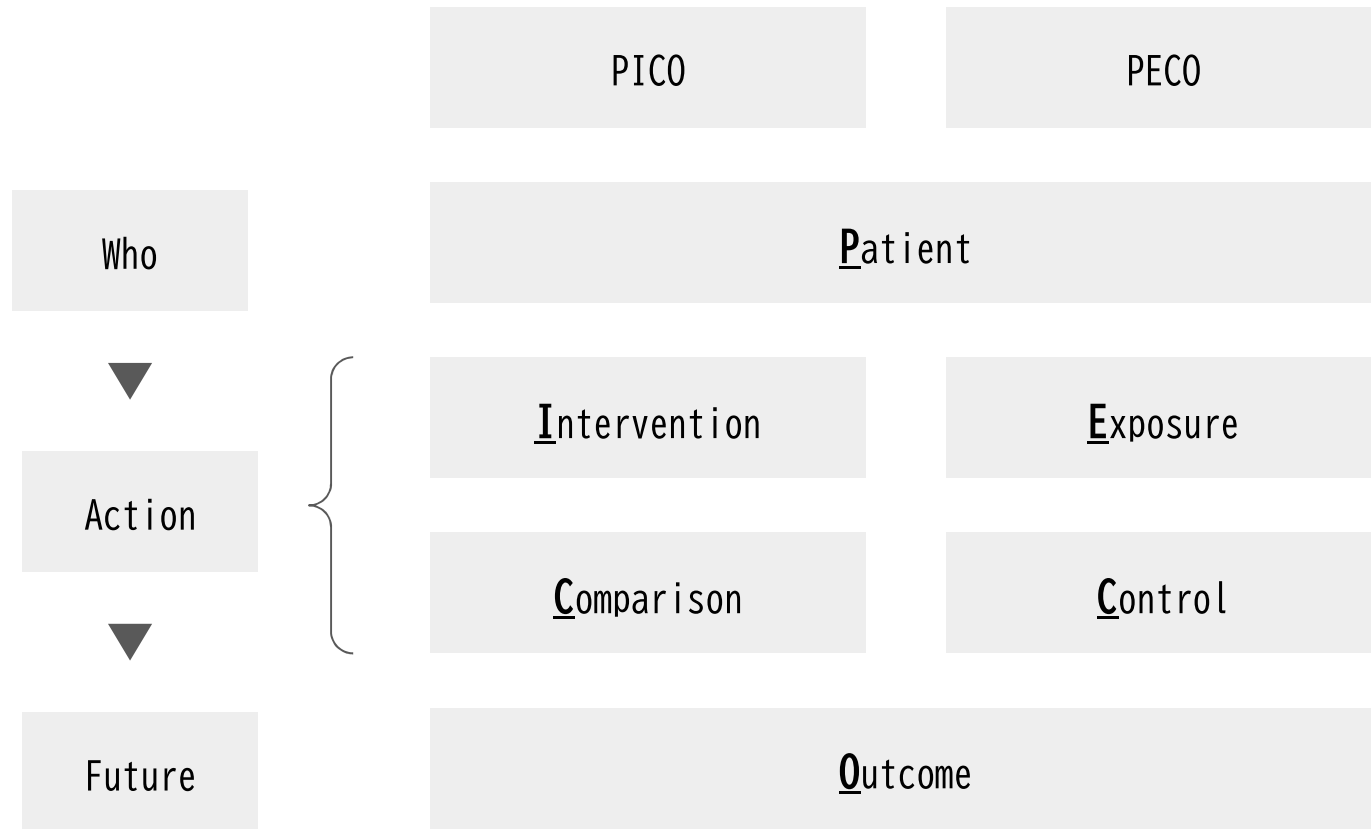 PICO
PECO
Who
Patient
Intervention
Exposure
Action
Comparison
Control
Future
Outcome